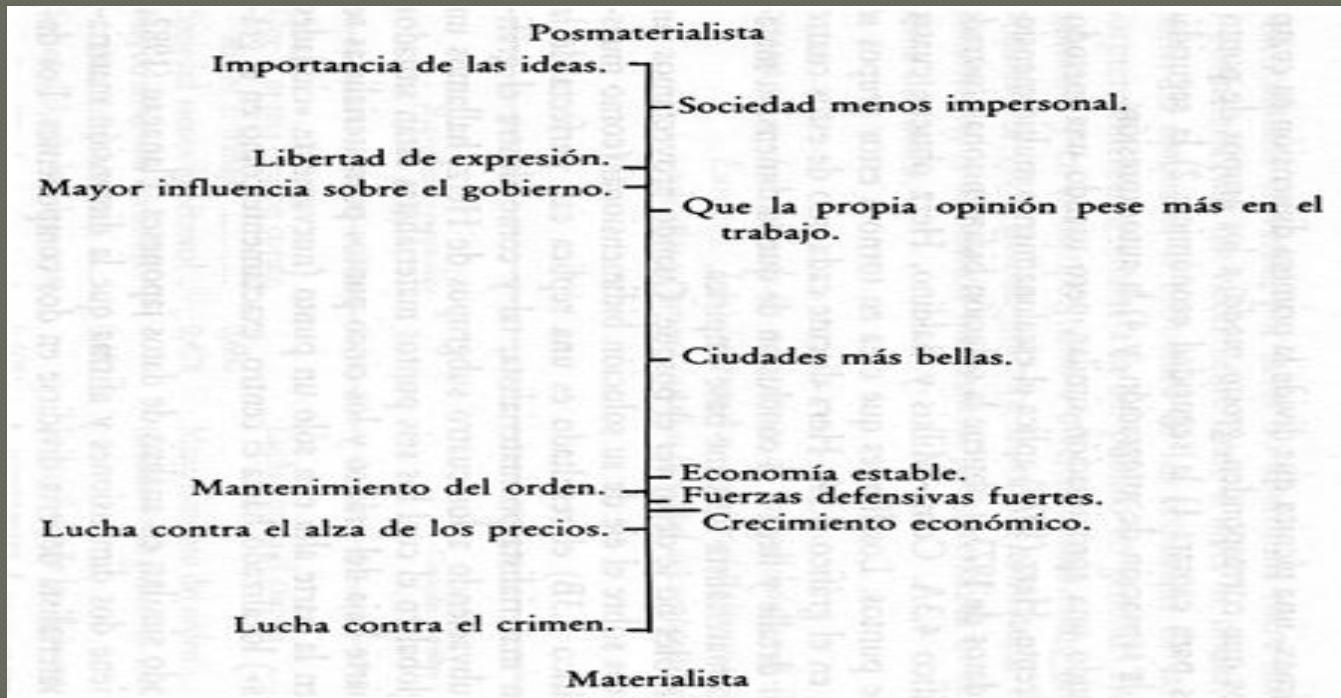 Posmaterialista
Importancia de las ideas.
Sociedad menos impersonal.
Libertad de expresión.
Mayor influencia sobre el gobierno.
Que la propia opinión pese más en el
trabajo.
Ciudades más bellas.
Economía estable.
Mantenimiento del orden.
Fuerzas defensivas fuertes.
Crecimiento económico.
Lucha contra el alza de los precios.
Lucha contra el crimen.
Materialista